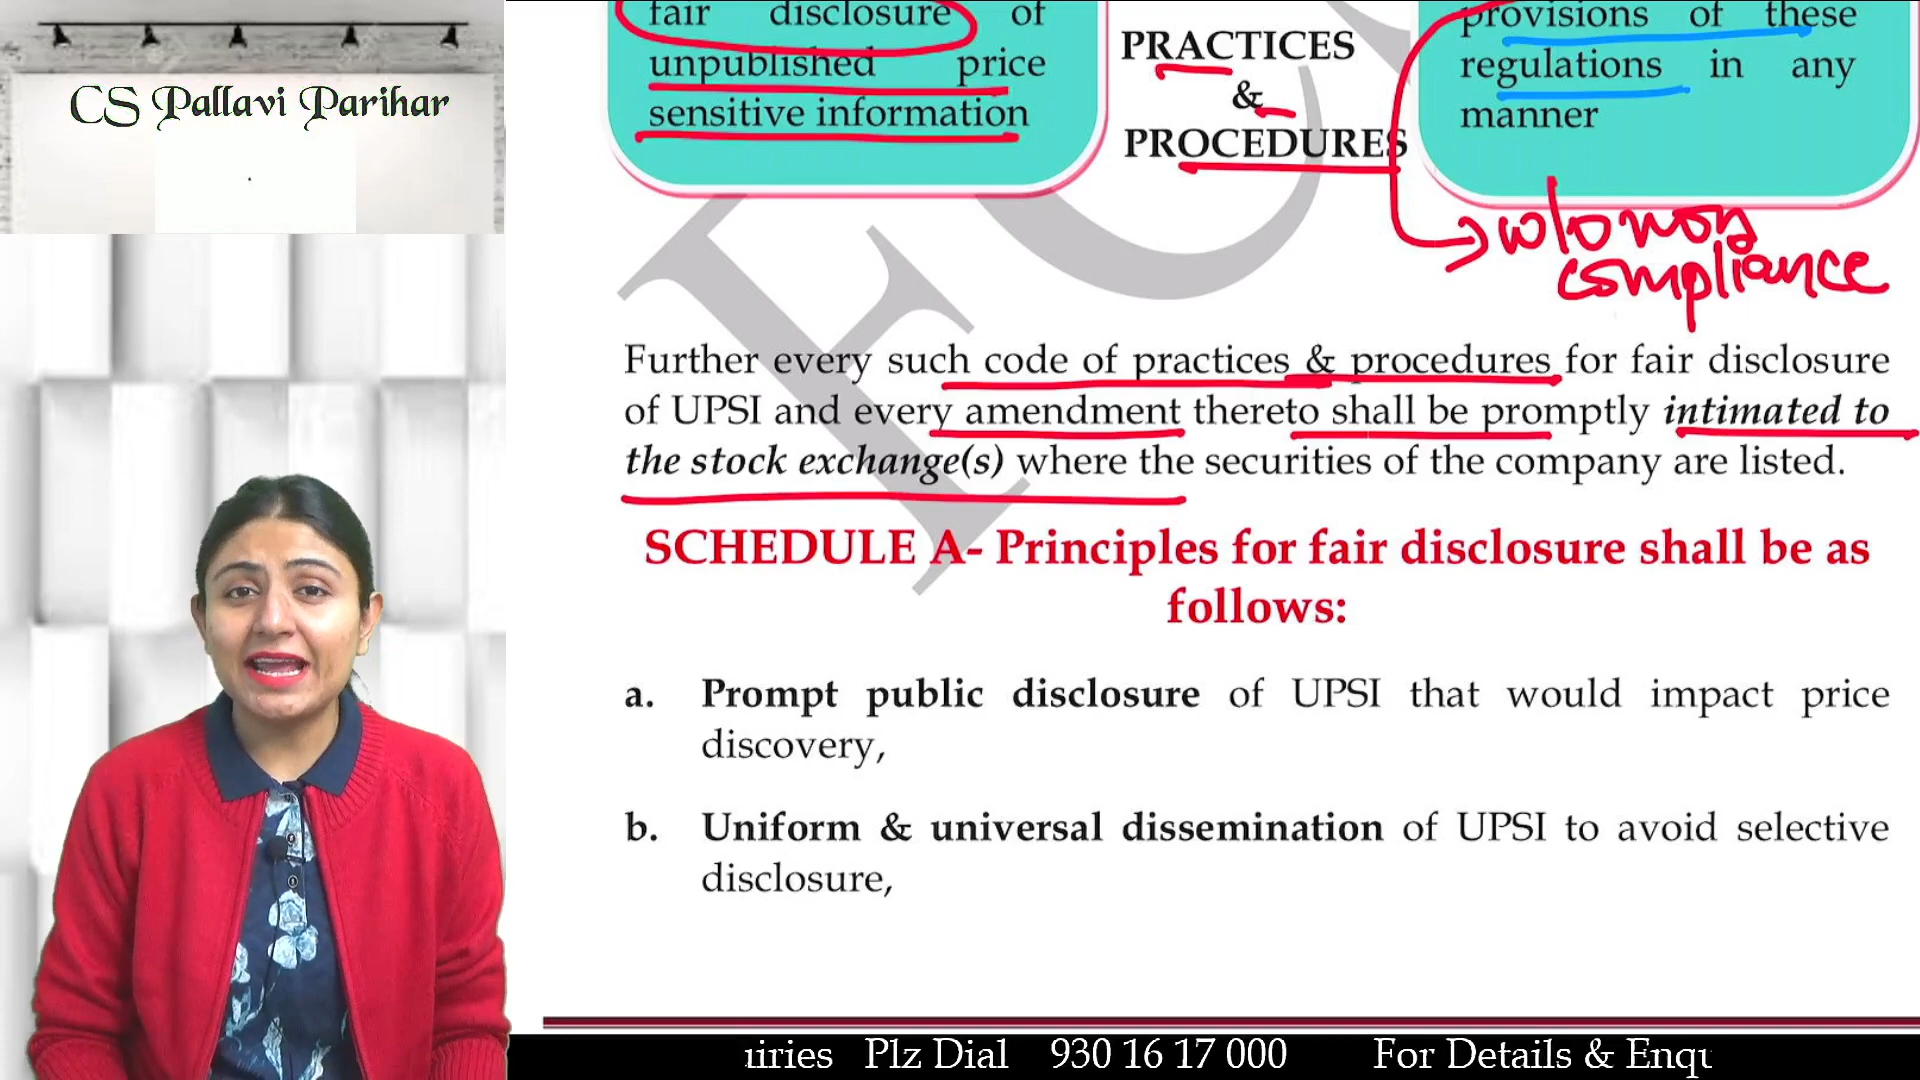 CS Pallavi Parihar
fair disclosure of
unpublished price
sensitive information
PRACTICES
&
PROCEDURES
provisions of these
regulations in any
manner
w/o non
compliance
Further every such code of practices & procedures for fair disclosure
of UPSI and every amendment thereto shall be promptly intimated to
the stock exchange(s) where the securities of the company are listed.
SCHEDULE A- Principles for fair disclosure shall be as
follows:
a. Prompt public disclosure of UPSI that would impact price
discovery,
b. Uniform & universal dissemination of UPSI to avoid selective
disclosure,
uiries Plz Dial 930 16 17 000 For Details & Enqu